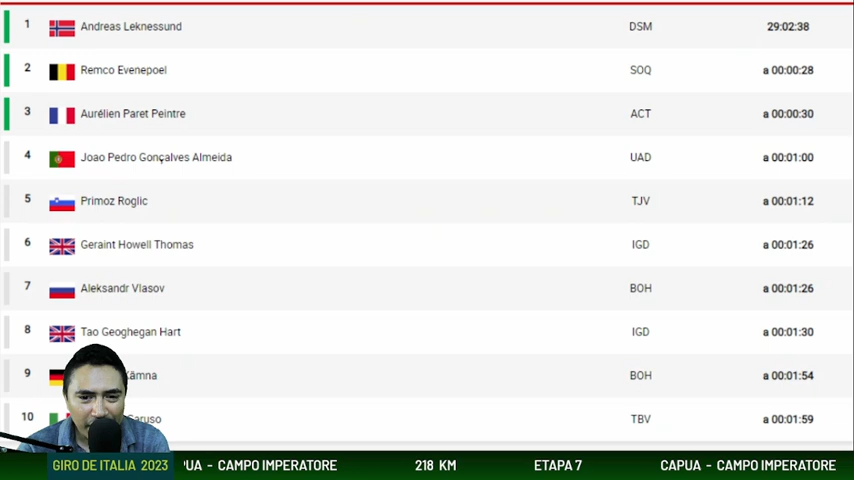 1 Andreas Leknessund DSM 29:02:38
2 Remco Evenepoel SOQ a 00:00:28
3 Aurélien Paret Peintre ACT a 00:00:30
4 Joao Pedro Gonçalves Almeida UAD a 00:01:00
5 Primoz Roglic TJV a 00:01:12
6 Geraint Howell Thomas IGD a 00:01:26
7 Aleksandr Vlasov BOH a 00:01:26
8 Tao Geoghegan Hart IGD a 00:01:30
9 Kämna BOH a 00:01:54
10 Caruso TBV a 00:01:59
GIRO DE ITALIA 2023 PUA - CAMPO IMPERATORE 218 KM ETAPA 7 CAPUA - CAMPO IMPERATORE